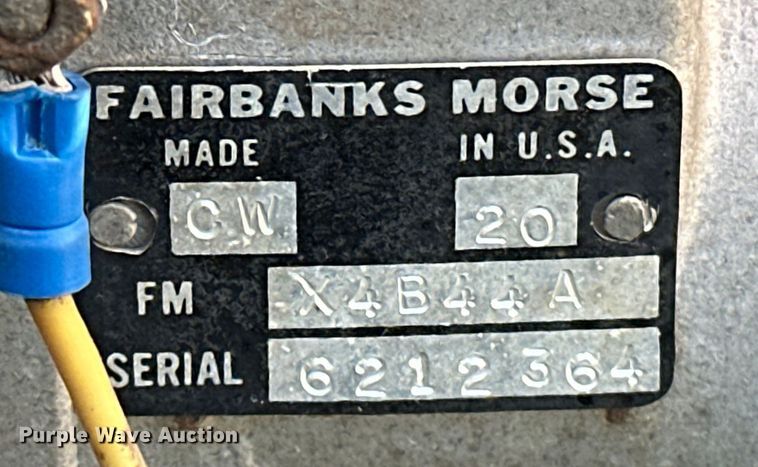 FAIRBANKS MORSE
MADE IN U.S.A.
CW 20
FM X4B44A
SERIAL 6212364
Purple Wave Auction